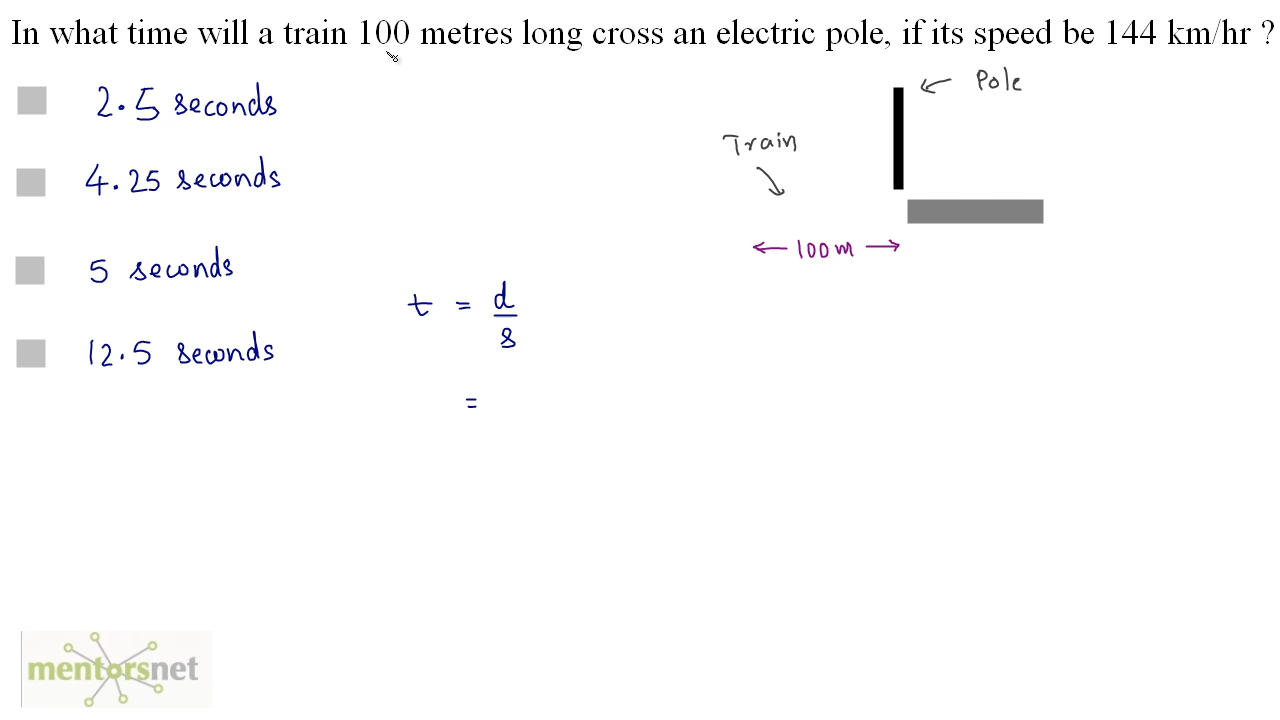 In what time will a train 100 metres long cross an electric pole, if its speed be 144 km/hr ?
2.5 seconds
4.25 seconds
5 seconds
12.5 seconds
Pole
Train
100m
t = d
s
=
mentorsnet